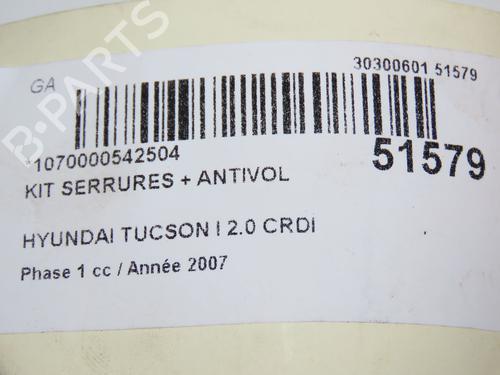 B-PARTS
GA
30300601 51579
*1070000542504
51579
KIT SERRURES + ANTIVOL
HYUNDAI TUCSON I 2.0 CRDI
Phase 1 cc / Année 2007